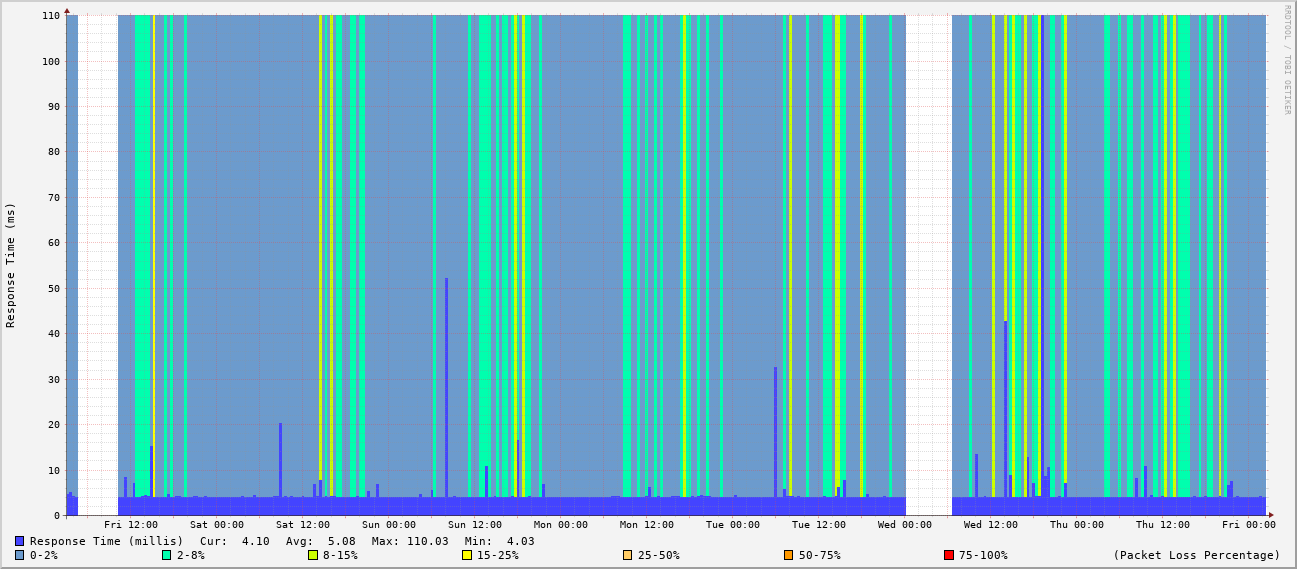 RRDTOOL / TOBI OETIKER
Response Time (ms)
110
100
90
80
70
60
50
40
30
20
10
0
Fri 12:00 Sat 00:00 Sat 12:00 Sun 00:00 Sun 12:00 Mon 00:00 Mon 12:00 Tue 00:00 Tue 12:00 Wed 00:00 Wed 12:00 Thu 00:00 Thu 12:00 Fri 00:00
Response Time (millis) Cur: 4.10 Avg: 5.08 Max: 110.03 Min: 4.03
0-2% 2-8% 8-15% 15-25% 25-50% 50-75% 75-100% (Packet Loss Percentage)